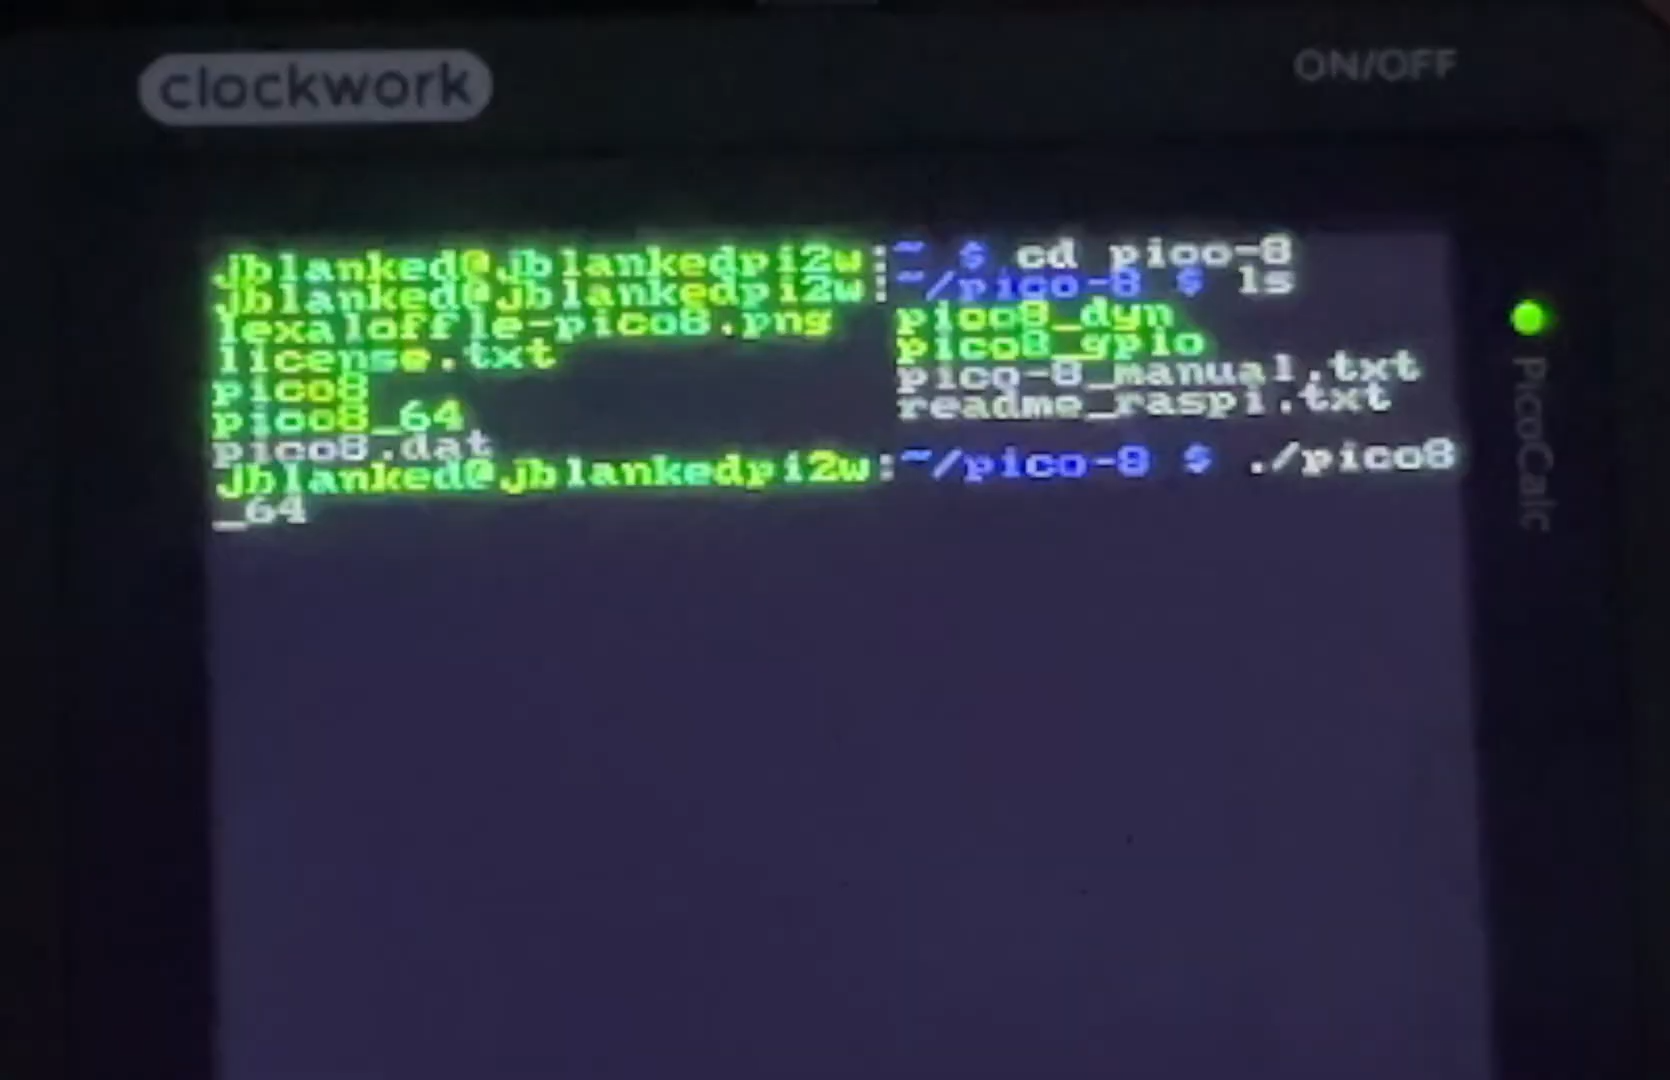 clockwork
ON/OFF
jblanked@jblankedpi2w:~ $ cd pico-8
jblanked@jblankedpi2w:~/pico-8 $ ls
lexaloffle-pico8.png pico8_dyn
license.txt pico8_gpio
pico8 pico-8_manual.txt
pico8_64 readme_raspi.txt
pico8.dat
jblanked@jblankedpi2w:~/pico-8 $ ./pico8
_64
PicoCalc